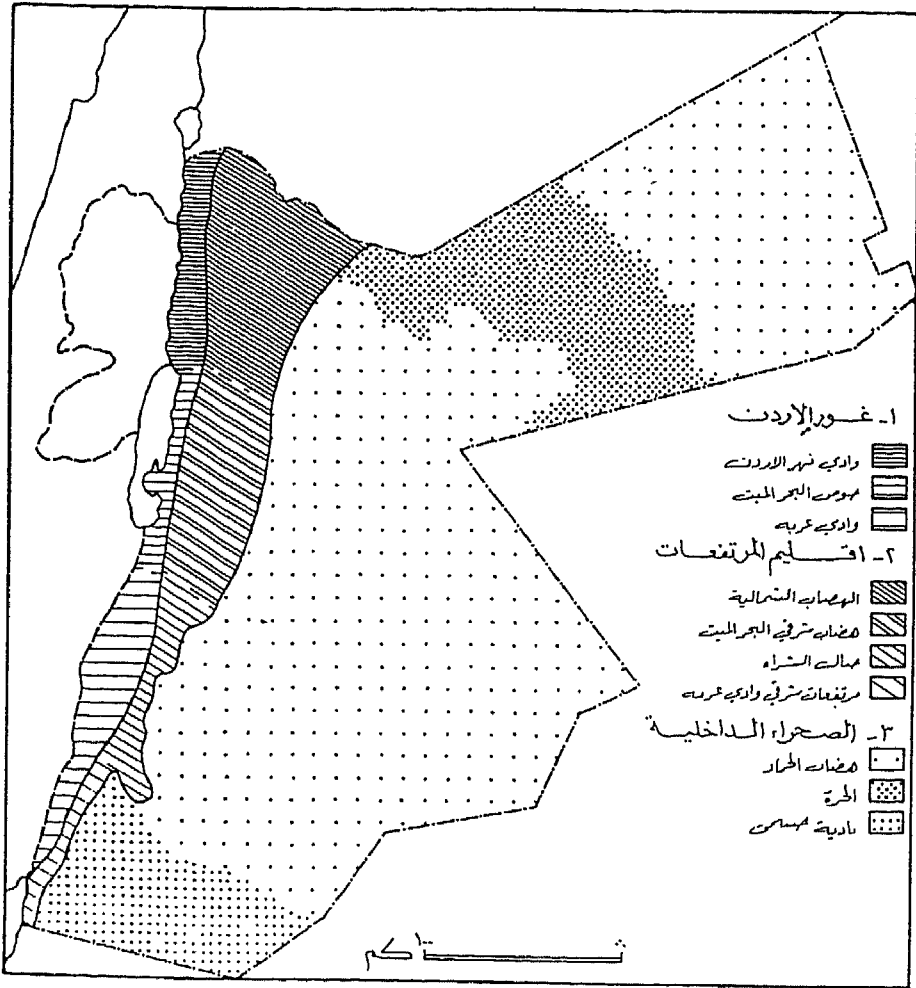 ١- غور الإردن
وادي نهر الاردن
حوض البحر الميت
وادي عربه
٢- اقليم المرتفعات
الهضاب الشمالية
هضاب شرقي البحر الميت
جبال الشراه
مرتفعات شرقي وادي عربه
٣- الصحراء الداخلية
هضاب الحماد
الحرة
بادية حسمى
كم